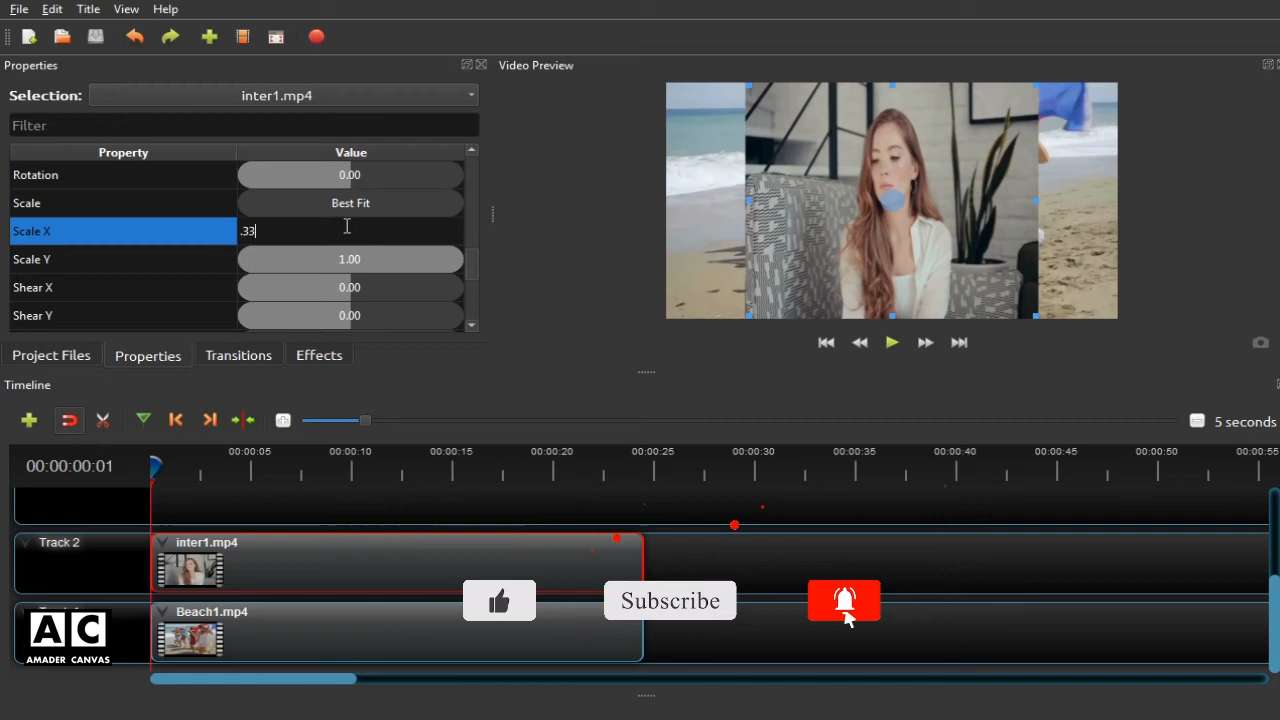 File Edit Title View Help
Properties
Video Preview
Selection: inter1.mp4
Filter
Property Value
Rotation 0.00
Scale Best Fit
Scale X .33
Scale Y 1.00
Shear X 0.00
Shear Y 0.00
Project Files Properties Transitions Effects
Timeline
5 seconds
00:00:00:01
00:00:05 00:00:10 00:00:15 00:00:20 00:00:25 00:00:30 00:00:35 00:00:40 00:00:45 00:00:50 00:00:55
Track 2
inter1.mp4
Subscribe
Beach1.mp4
AC
AMADER CANVAS